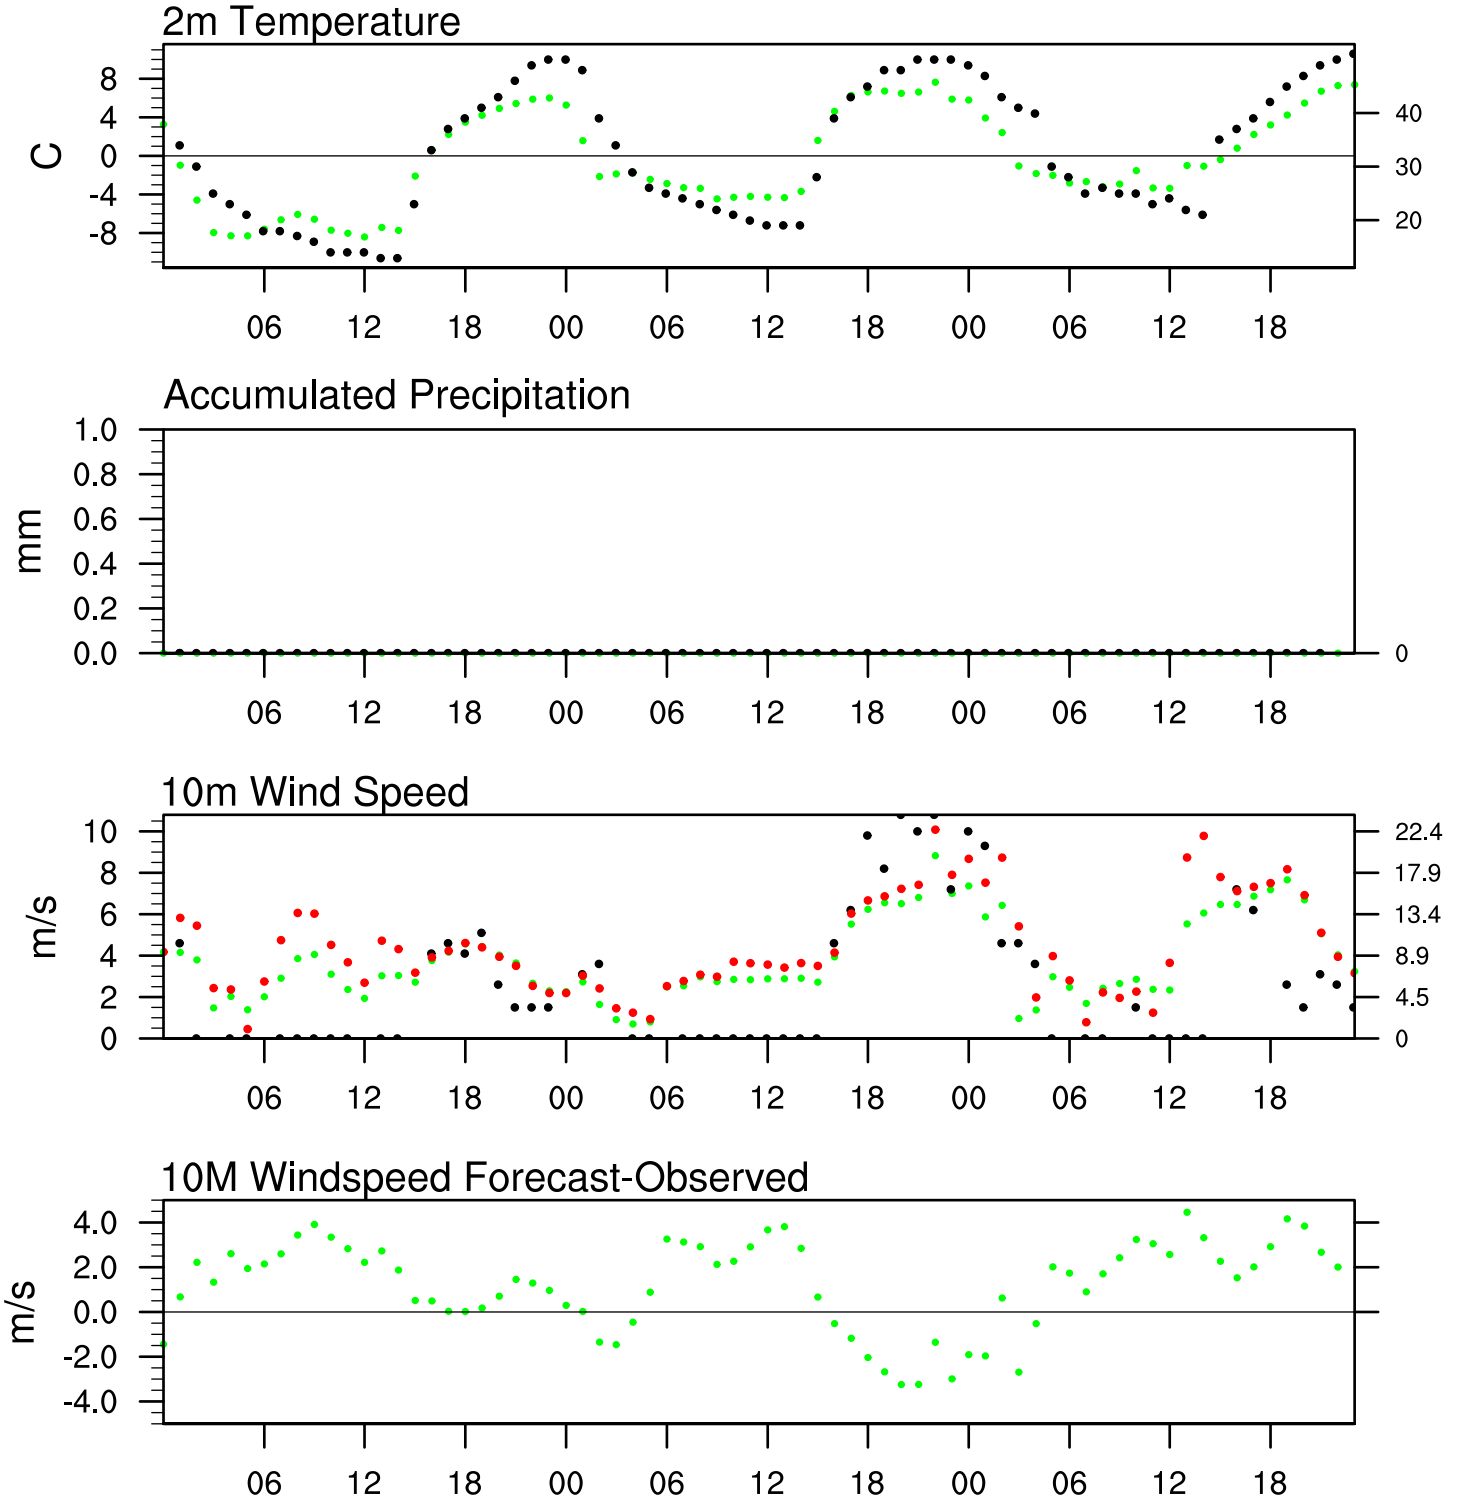 2m Temperature
8
4
0
-4
-8
C
40
30
20
06 12 18 00 06 12 18 00 06 12 18
Accumulated Precipitation
1.0
0.8
0.6
0.4
0.2
0.0
mm
0
06 12 18 00 06 12 18 00 06 12 18
10m Wind Speed
10
8
6
4
2
0
m/s
22.4
17.9
13.4
8.9
4.5
0
06 12 18 00 06 12 18 00 06 12 18
10M Windspeed Forecast-Observed
4.0
2.0
0.0
-2.0
-4.0
m/s
06 12 18 00 06 12 18 00 06 12 18